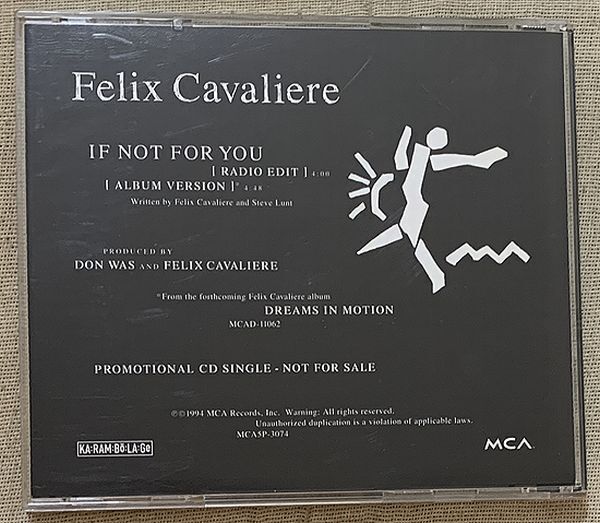 Felix Cavaliere
IF NOT FOR YOU
[ RADIO EDIT ] 4:00
[ ALBUM VERSION ]* 4:48
Written by Felix Cavaliere and Steve Lunt
PRODUCED BY
DON WAS AND FELIX CAVALIERE
*From the forthcoming Felix Cavaliere album
DREAMS IN MOTION
MCAD-11062
PROMOTIONAL CD SINGLE - NOT FOR SALE
℗©1994 MCA Records, Inc. Warning: All rights reserved.
Unauthorized duplication is a violation of applicable laws.
MCA5P-3074
KA:RAM:BŌ:LA:Ge
MCA